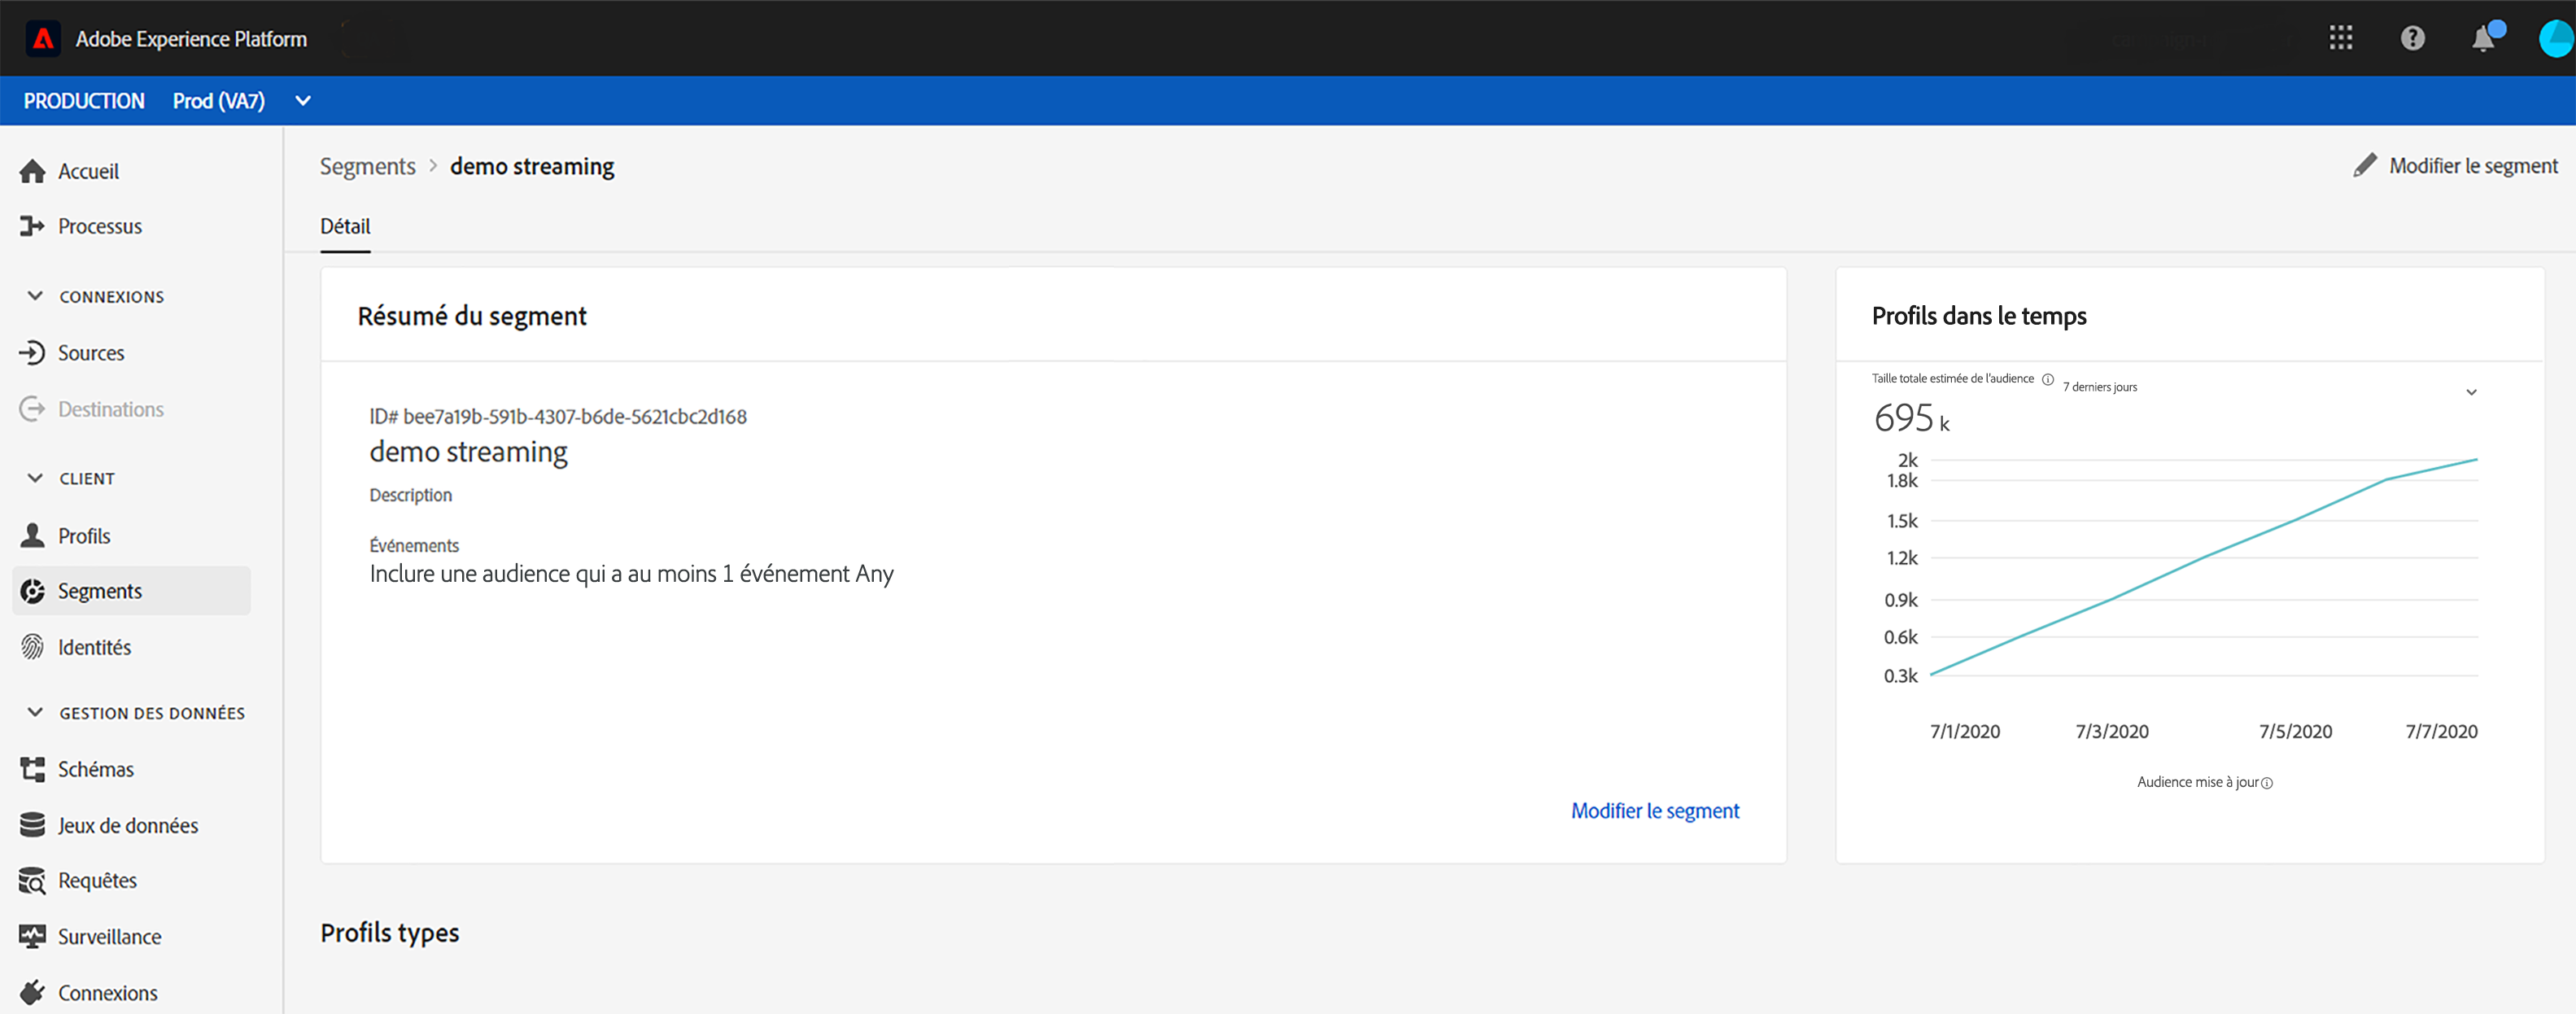 Adobe Experience Platform
PRODUCTION Prod (VA7)
Accueil
Processus
CONNEXIONS
Sources
Destinations
CLIENT
Profils
Segments
Identités
GESTION DES DONNÉES
Schémas
Jeux de données
Requêtes
Surveillance
Connexions
Segments > demo streaming
Modifier le segment
Détail
Résumé du segment
ID# bee7a19b-591b-4307-b6de-5621cbc2d168
demo streaming
Description
Événements
Inclure une audience qui a au moins 1 événement Any
Modifier le segment
Profils dans le temps
Taille totale estimée de l'audience 7 derniers jours
695 k
2k
1.8k
1.5k
1.2k
0.9k
0.6k
0.3k
7/1/2020 7/3/2020 7/5/2020 7/7/2020
Audience mise à jour
Profils types